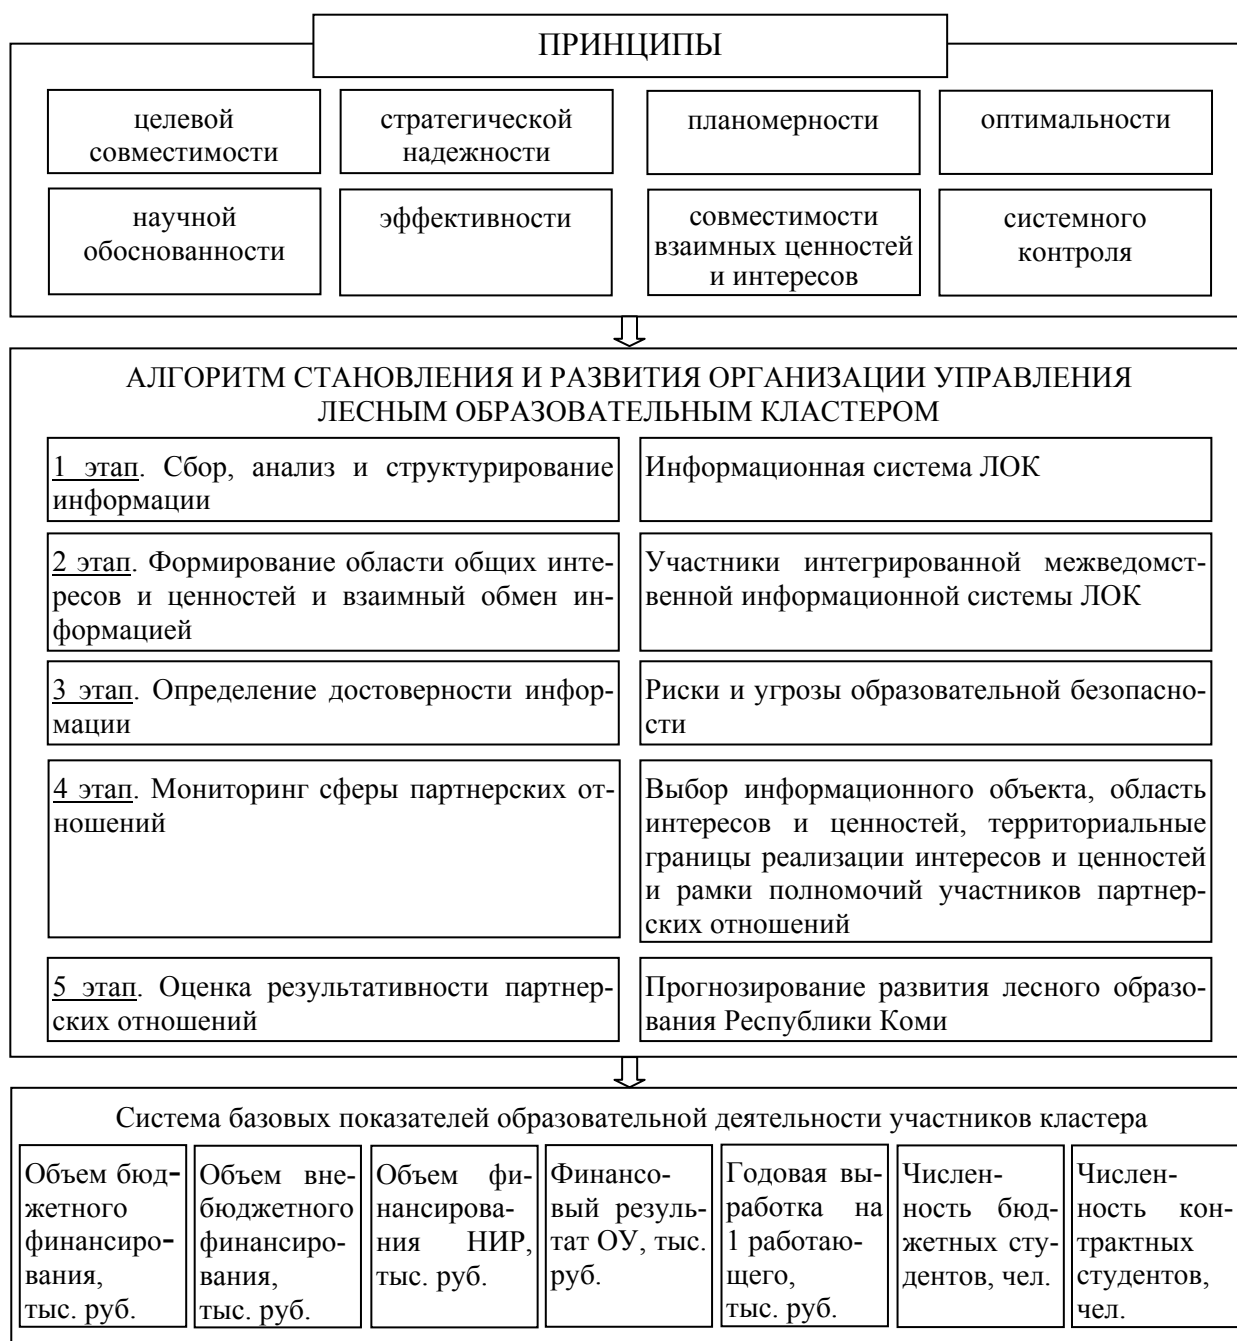 ПРИНЦИПЫ
целевой
совместимости
стратегической
надежности
планомерности
оптимальности
научной
обоснованности
эффективности
совместимости
взаимных ценностей
и интересов
системного
контроля
АЛГОРИТМ СТАНОВЛЕНИЯ И РАЗВИТИЯ ОРГАНИЗАЦИИ УПРАВЛЕНИЯ
ЛЕСНЫМ ОБРАЗОВАТЕЛЬНЫМ КЛАСТЕРОМ
1 этап. Сбор, анализ и структурирование
информации
Информационная система ЛОК
2 этап. Формирование области общих инте-
ресов и ценностей и взаимный обмен ин-
формацией
Участники интегрированной межведомст-
венной информационной системы ЛОК
3 этап. Определение достоверности инфор-
мации
Риски и угрозы образовательной безопасно-
сти
4 этап. Мониторинг сферы партнерских от-
ношений
Выбор информационного объекта, область
интересов и ценностей, территориальные
границы реализации интересов и ценностей
и рамки полномочий участников партнер-
ских отношений
5 этап. Оценка результативности партнер-
ских отношений
Прогнозирование развития лесного образо-
вания Республики Коми
Система базовых показателей образовательной деятельности участников кластера
Объем бюд-
жетного
финансиро-
вания,
тыс. руб.
Объем вне-
бюджетного
финансиро-
вания,
тыс. руб.
Объем фи-
нансирова-
ния НИР,
тыс. руб.
Финансо-
вый резуль-
тат ОУ, тыс.
руб.
Годовая вы-
работка на
1 работаю-
щего,
тыс. руб.
Числен-
ность бюд-
жетных сту-
дентов, чел.
Числен-
ность кон-
трактных
студентов,
чел.